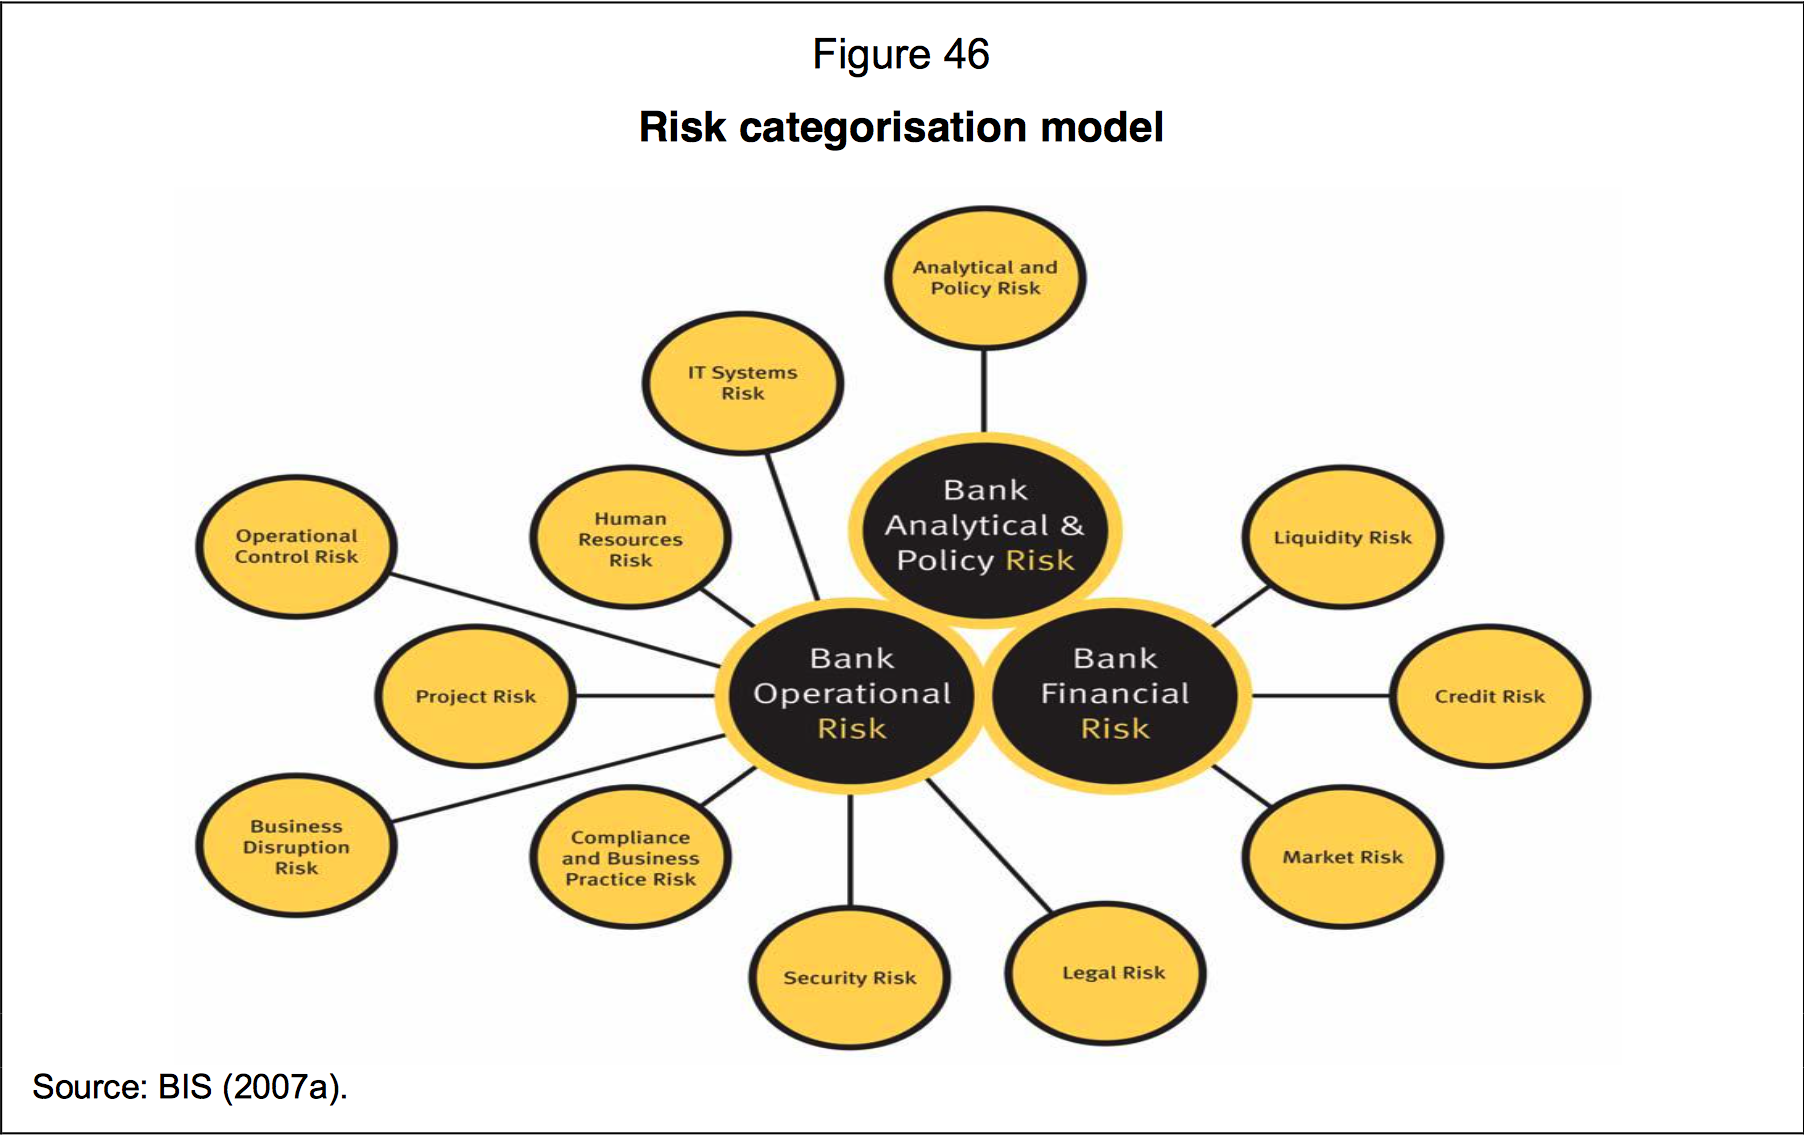 Figure 46
Risk categorisation model
Analytical and
Policy Risk
IT Systems
Risk
Operational
Control Risk
Human
Resources
Risk
Bank
Analytical &
Policy Risk
Liquidity Risk
Project Risk
Bank
Operational
Risk
Bank
Financial
Risk
Credit Risk
Business
Disruption
Risk
Compliance
and Business
Practice Risk
Market Risk
Security Risk
Legal Risk
Source: BIS (2007a).